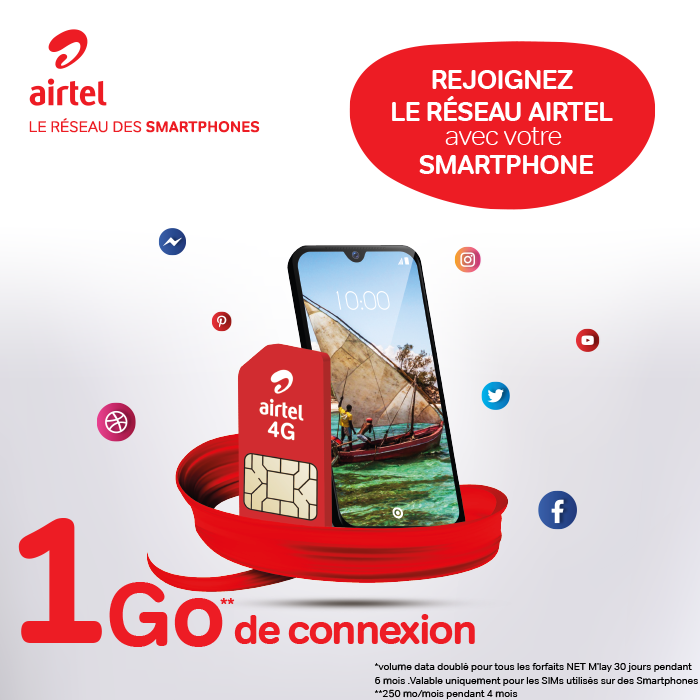 airtel
LE RÉSEAU DES SMARTPHONES
REJOIGNEZ
LE RÉSEAU AIRTEL
avec votre
SMARTPHONE
10:00
airtel
4G
1Go** de connexion
*volume data doublé pour tous les forfaits NET M'lay 30 jours pendant
6 mois .Valable uniquement pour les SIMs utilisés sur des Smartphones
**250 mo/mois pendant 4 mois